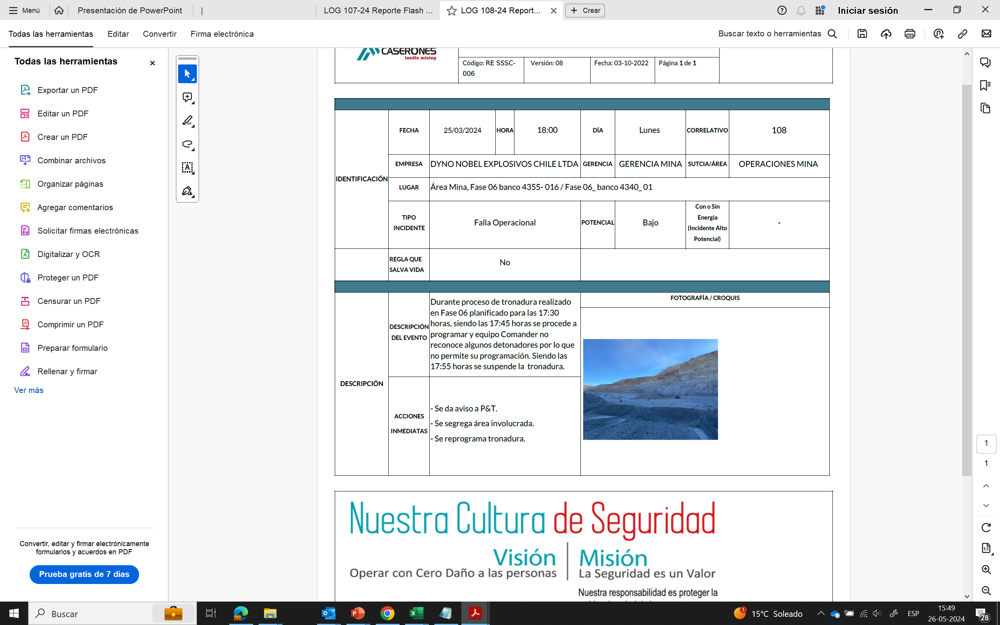 Menú
Presentación de PowerPoint
LOG 107-24 Reporte Flash ...
LOG 108-24 Report...
Crear
Iniciar sesión
Todas las herramientas
Editar
Convertir
Firma electrónica
Buscar texto o herramientas
Todas las herramientas
Exportar un PDF
Editar un PDF
Crear un PDF
Combinar archivos
Organizar páginas
Agregar comentarios
Solicitar firmas electrónicas
Digitalizar y OCR
Proteger un PDF
Censurar un PDF
Comprimir un PDF
Preparar formulario
Rellenar y firmar
Ver más
Convertir, editar y firmar electrónicamente
formularios y acuerdos en PDF
Prueba gratis de 7 días
CASERONES
lundin mining
Código: RE SSSC-
006
Versión: 08
Fecha: 03-10-2022
Página 1 de 1
IDENTIFICACIÓN
FECHA
25/03/2024
HORA
18:00
DÍA
Lunes
CORRELATIVO
108
EMPRESA
DYNO NOBEL EXPLOSIVOS CHILE LTDA
GERENCIA
GERENCIA MINA
SUTCIA/ÁREA
OPERACIONES MINA
LUGAR
Área Mina, Fase 06 banco 4355- 016 / Fase 06_ banco 4340_ 01
TIPO
INCIDENTE
Falla Operacional
POTENCIAL
Bajo
Con o Sin
Energia
(Incidente Alto
Potencial)
-
REGLA QUE
SALVA VIDA
No
DESCRIPCIÓN
DESCRIPCIÓN
DEL EVENTO
Durante proceso de tronadura realizado
en Fase 06 planificado para las 17:30
horas, siendo las 17:45 horas se procede a
programar y equipo Comander no
reconoce algunos detonadores por lo que
no permite su programación. Siendo las
17:55 horas se suspende la  tronadura.
FOTOGRAFÍA / CROQUIS
ACCIONES
INMEDIATAS
- Se da aviso a P&T.
- Se segrega área involucrada.
- Se reprograma tronadura.
Nuestra Cultura de Seguridad
Visión
Operar con Cero Daño a las personas
Misión
La Seguridad es un Valor
Nuestra responsabilidad es proteger la
1
1
Buscar
1
15°C Soleado
ESP
15:49
26-05-2024
28